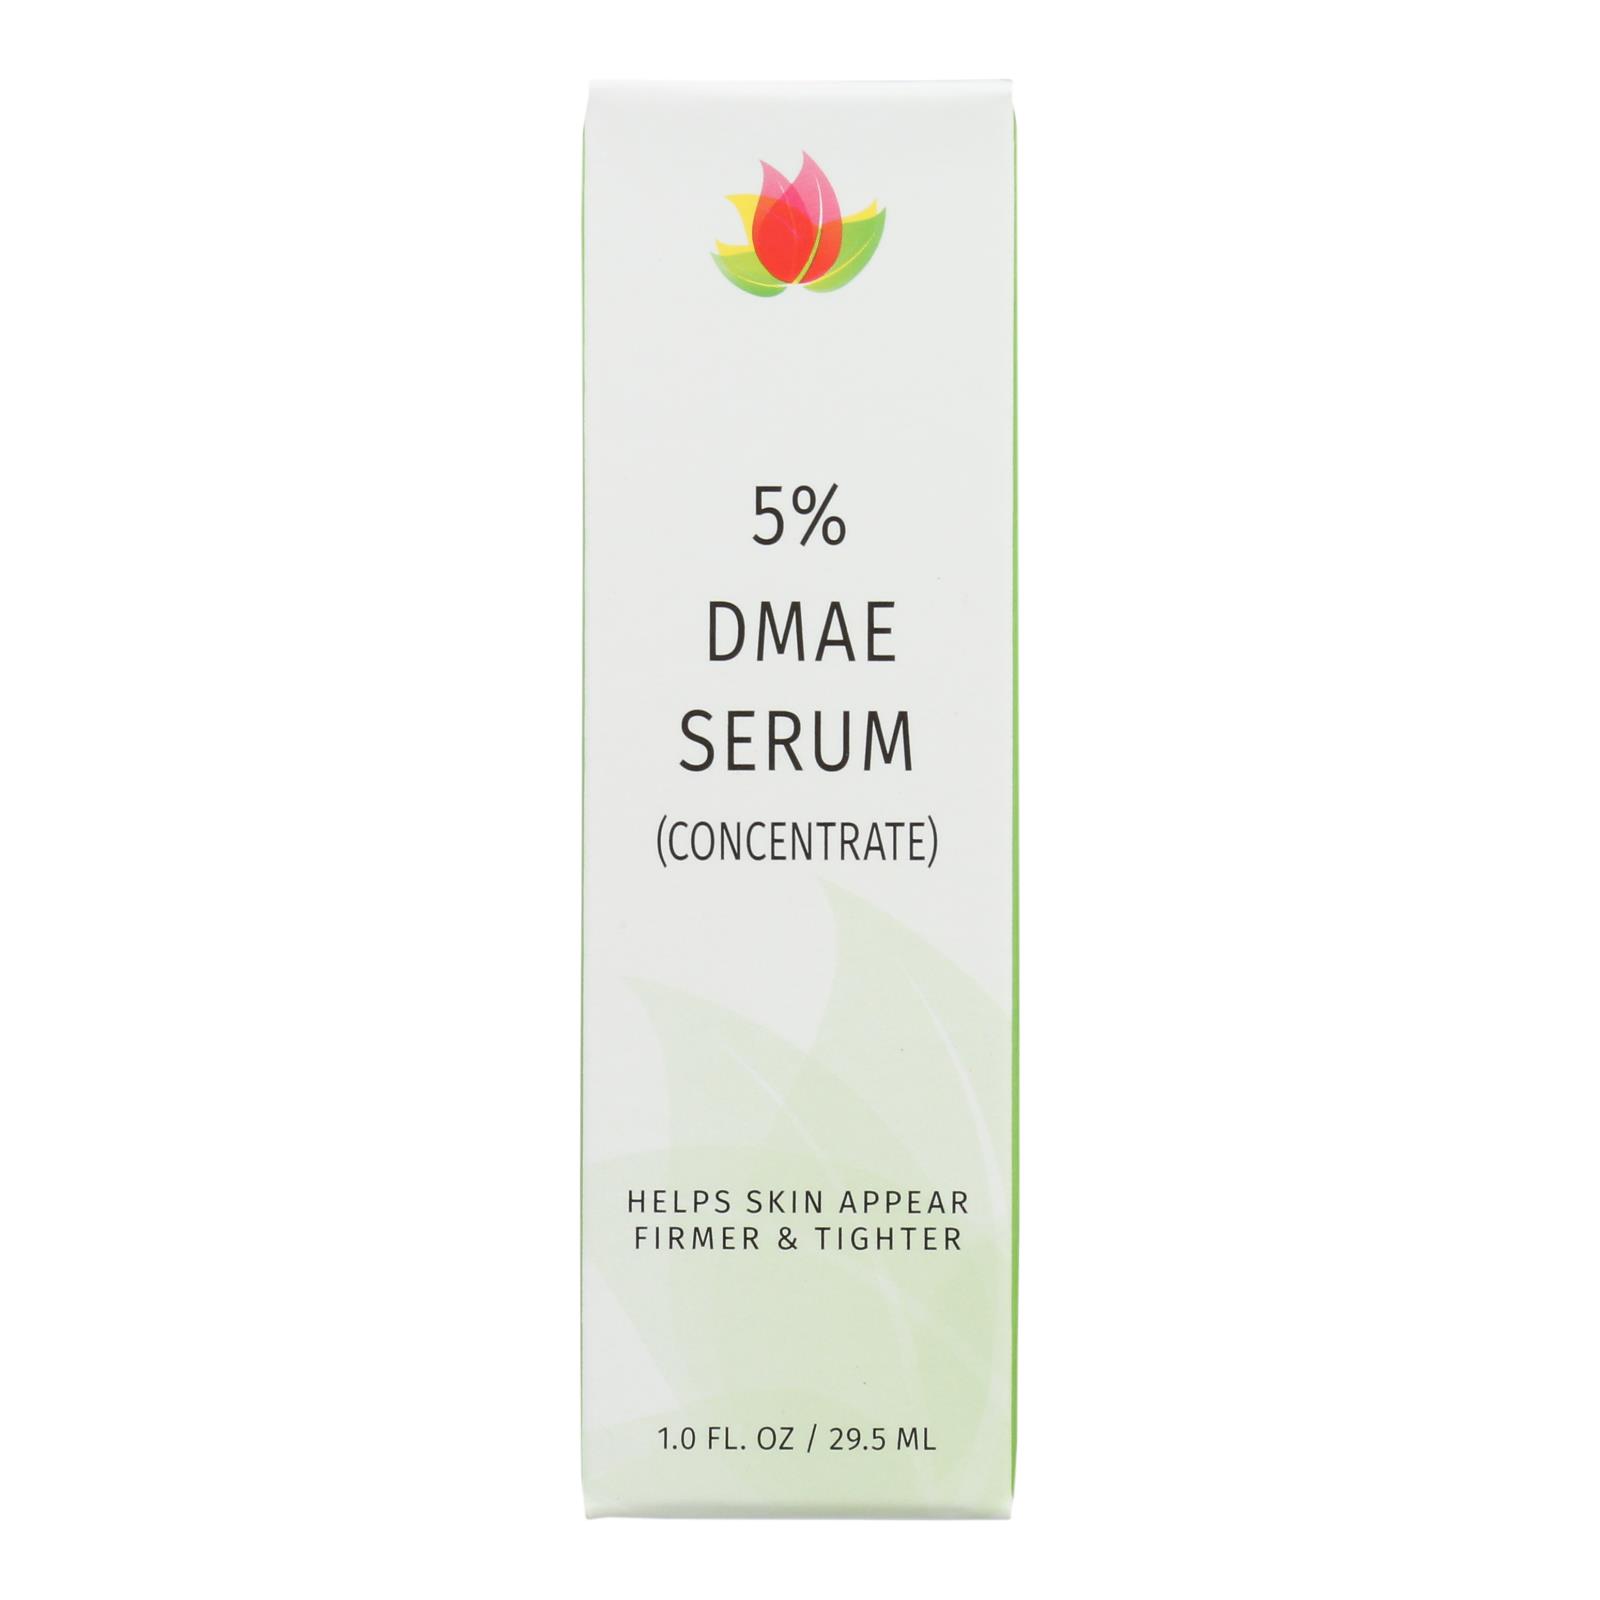 5%
DMAE
SERUM
(CONCENTRATE)
HELPS SKIN APPEAR
FIRMER & TIGHTER
1.0 FL. OZ / 29.5 ML